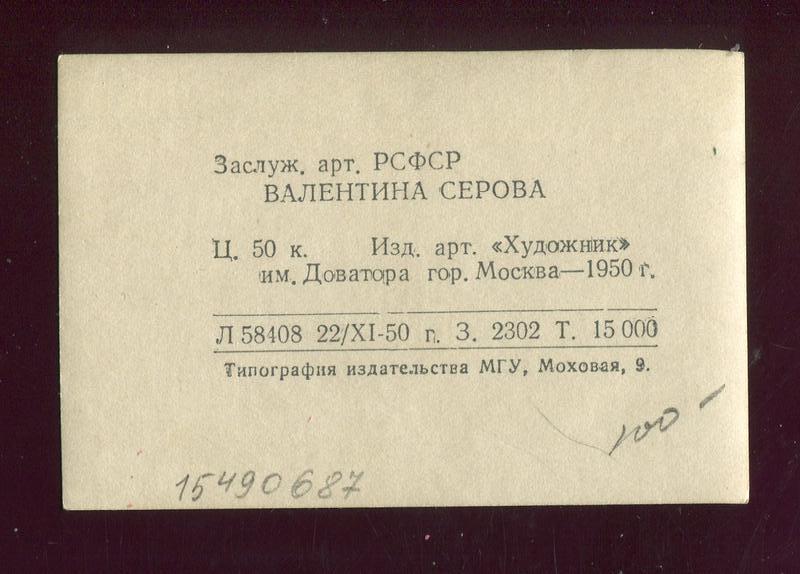 Заслуж. арт. РСФСР
ВАЛЕНТИНА СЕРОВА
Ц. 50 к. Изд. арт. «Художник»
им. Доватора гор. Москва—1950 г.
Л 58408 22/XI-50 г. З. 2302 Т. 15 000
Типография издательства МГУ, Моховая, 9.
100 -
15490687